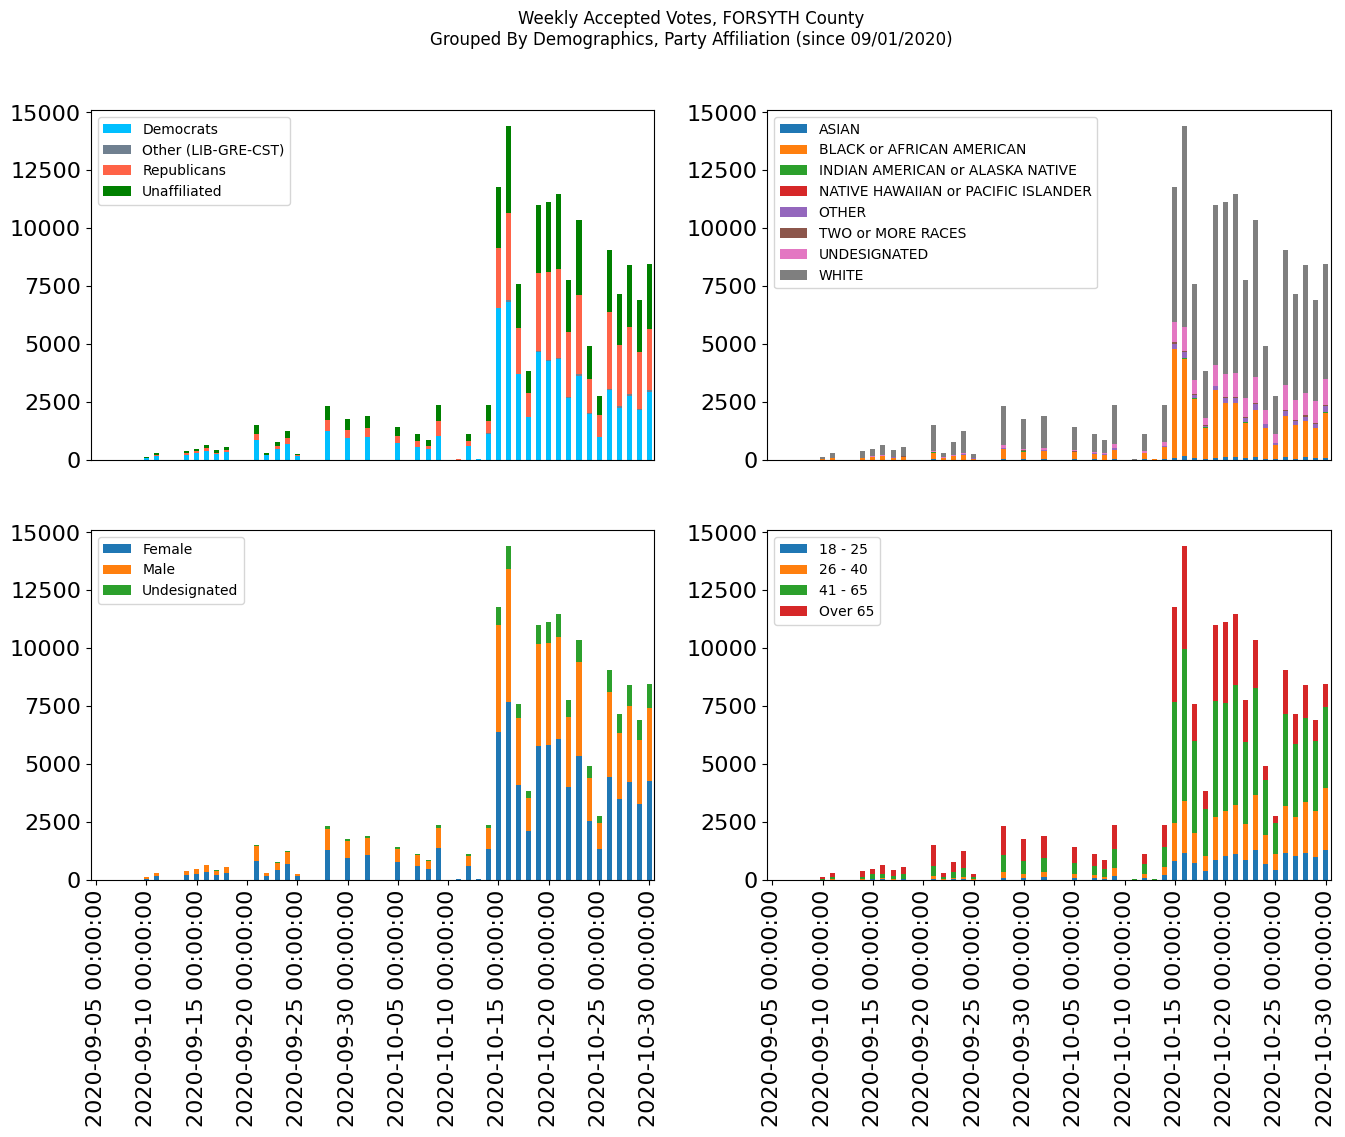 Weekly Accepted Votes, FORSYTH County
Grouped By Demographics, Party Affiliation (since 09/01/2020)
15000
12500
10000
7500
5000
2500
0
Democrats
Other (LIB-GRE-CST)
Republicans
Unaffiliated
15000
12500
10000
7500
5000
2500
0
ASIAN
BLACK or AFRICAN AMERICAN
INDIAN AMERICAN or ALASKA NATIVE
NATIVE HAWAIIAN or PACIFIC ISLANDER
OTHER
TWO or MORE RACES
UNDESIGNATED
WHITE
15000
12500
10000
7500
5000
2500
0
Female
Male
Undesignated
2020-09-05 00:00:00
2020-09-10 00:00:00
2020-09-15 00:00:00
2020-09-20 00:00:00
2020-09-25 00:00:00
2020-09-30 00:00:00
2020-10-05 00:00:00
2020-10-10 00:00:00
2020-10-15 00:00:00
2020-10-20 00:00:00
2020-10-25 00:00:00
2020-10-30 00:00:00
15000
12500
10000
7500
5000
2500
0
18 - 25
26 - 40
41 - 65
Over 65
2020-09-05 00:00:00
2020-09-10 00:00:00
2020-09-15 00:00:00
2020-09-20 00:00:00
2020-09-25 00:00:00
2020-09-30 00:00:00
2020-10-05 00:00:00
2020-10-10 00:00:00
2020-10-15 00:00:00
2020-10-20 00:00:00
2020-10-25 00:00:00
2020-10-30 00:00:00